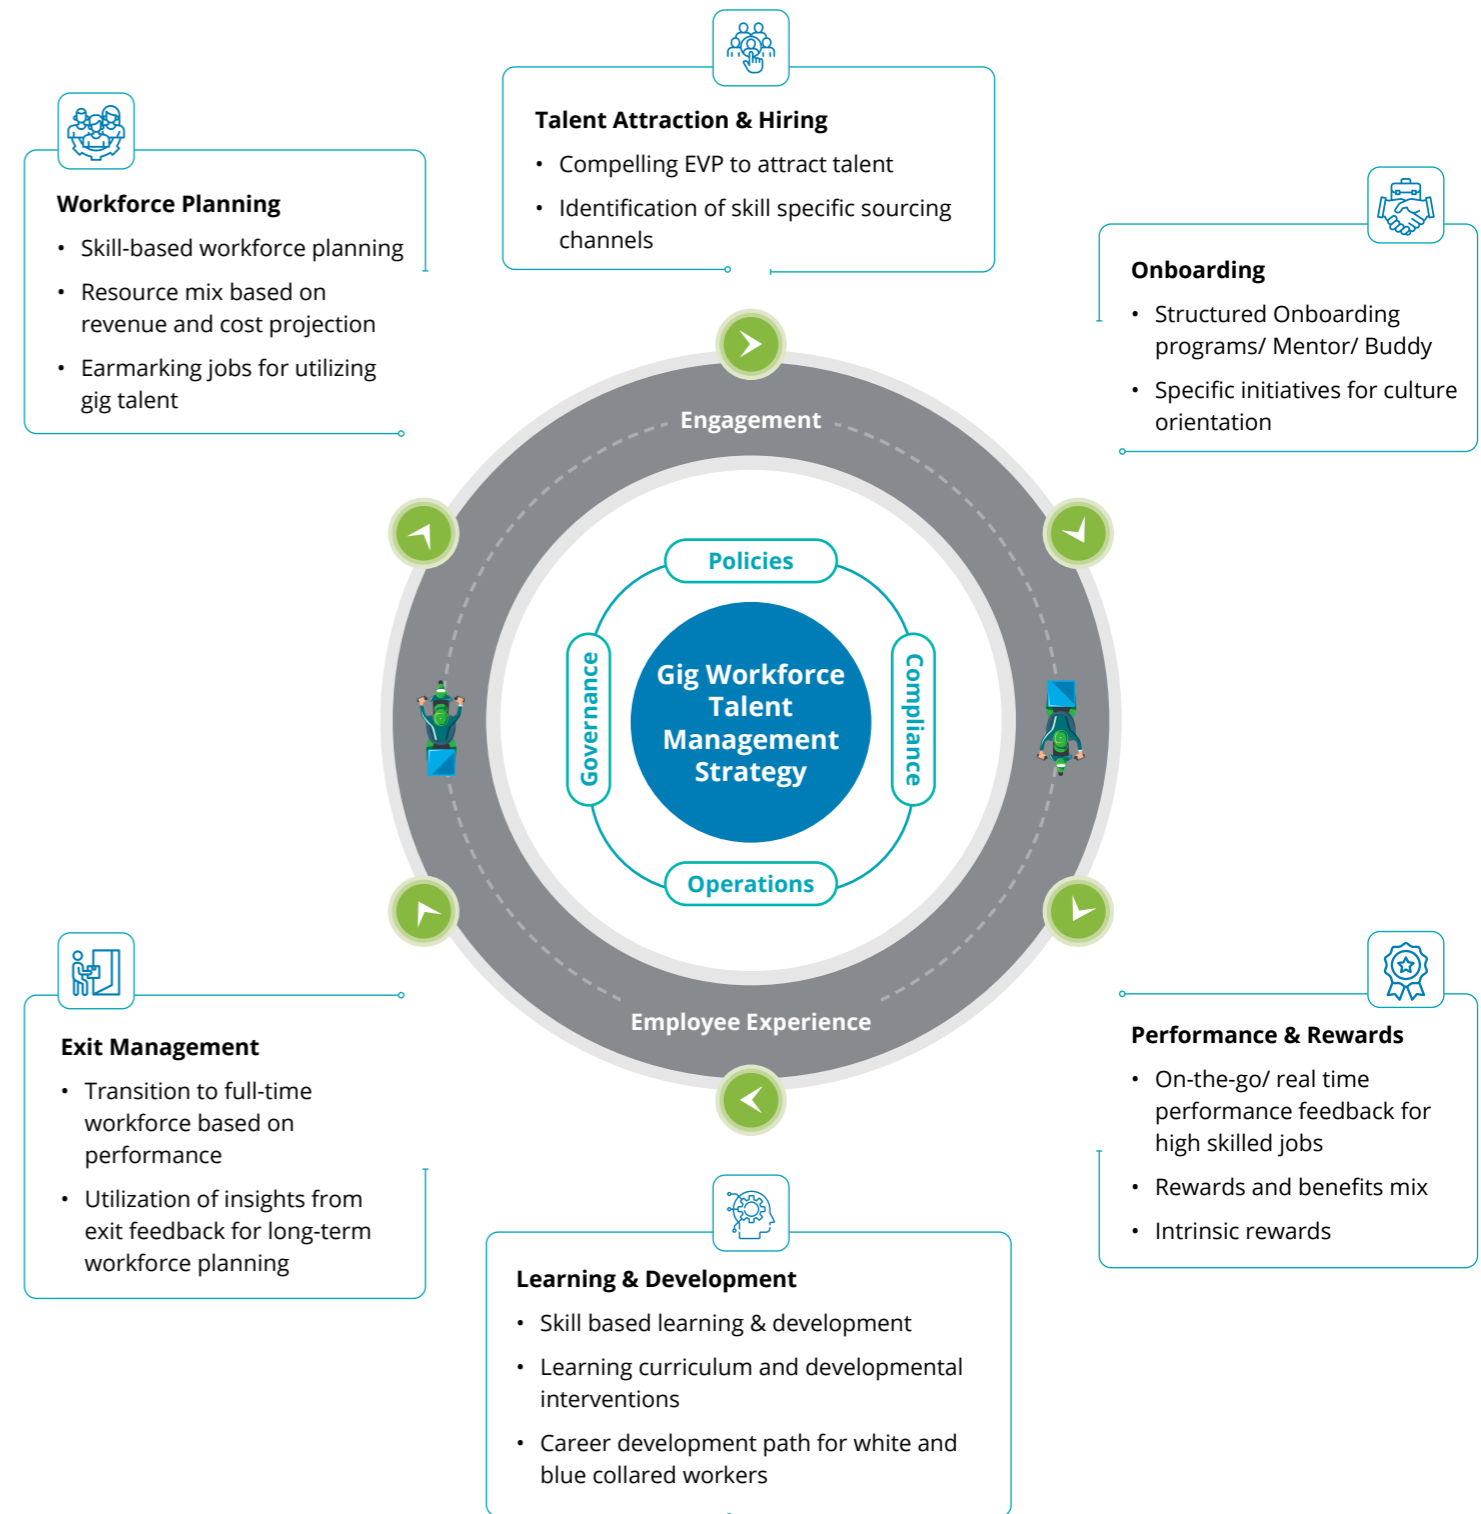 Talent Attraction & Hiring
• Compelling EVP to attract talent
• Identification of skill specific sourcing
channels
Workforce Planning
• Skill-based workforce planning
• Resource mix based on
revenue and cost projection
• Earmarking jobs for utilizing
gig talent
Onboarding
• Structured Onboarding
programs/ Mentor/ Buddy
• Specific initiatives for culture
orientation
Engagement
Policies
Governance
Gig Workforce
Talent
Management
Strategy
Compliance
Operations
Employee Experience
Exit Management
• Transition to full-time
workforce based on
performance
• Utilization of insights from
exit feedback for long-term
workforce planning
Performance & Rewards
• On-the-go/ real time
performance feedback for
high skilled jobs
• Rewards and benefits mix
• Intrinsic rewards
Learning & Development
• Skill based learning & development
• Learning curriculum and developmental
interventions
• Career development path for white and
blue collared workers